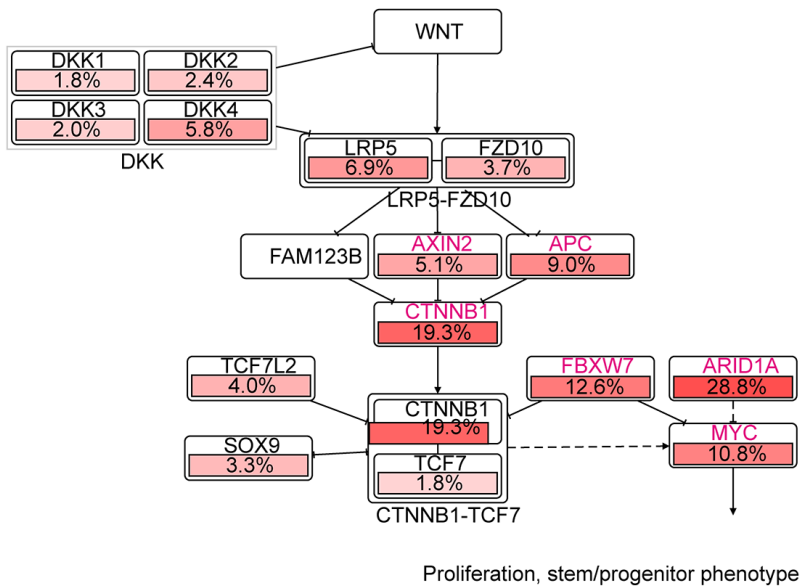 WNT
DKK1
1.8%
DKK2
2.4%
DKK3
2.0%
DKK4
5.8%
DKK
LRP5
6.9%
FZD10
3.7%
LRP5-FZD10
FAM123B
AXIN2
5.1%
APC
9.0%
CTNNB1
19.3%
TCF7L2
4.0%
FBXW7
12.6%
ARID1A
28.8%
CTNNB1
19.3%
SOX9
3.3%
MYC
10.8%
TCF7
1.8%
CTNNB1-TCF7
Proliferation, stem/progenitor phenotype